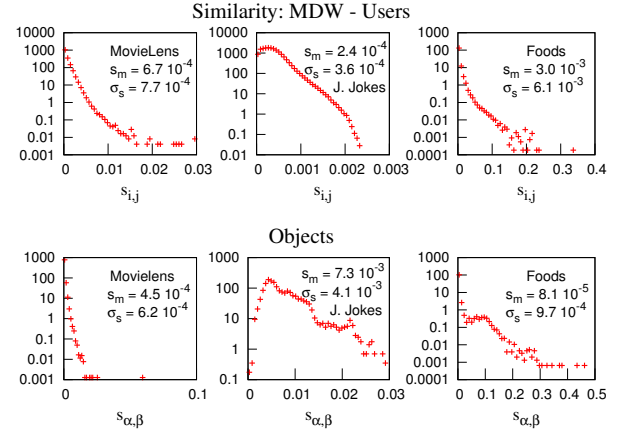 Similarity: MDW - Users
10000
1000
100
10
1
0.1
0.01
0.001
MovieLens
s_m = 6.7 10^-4
σ_s = 7.7 10^-4
0 0.01 0.02 0.03
s_i,j
10000
1000
100
10
1
0.1
0.01
s_m = 2.4 10^-4
σ_s = 3.6 10^-4
J. Jokes
0 0.001 0.002 0.003
s_i,j
1000
100
10
1
0.1
0.01
0.001
Foods
s_m = 3.0 10^-3
σ_s = 6.1 10^-3
0 0.1 0.2 0.3 0.4
s_i,j
Objects
1000
100
10
1
0.1
0.01
0.001
Movielens
s_m = 4.5 10^-4
σ_s = 6.2 10^-4
0 0.1
s_α,β
1000
100
10
1
0.1
s_m = 7.3 10^-3
σ_s = 4.1 10^-3
J. Jokes
0 0.01 0.02 0.03
s_α,β
1000
100
10
1
0.1
0.01
0.001
0.0001
Foods
s_m = 8.1 10^-5
σ_s = 9.7 10^-4
0 0.1 0.2 0.3 0.4 0.5
s_α,β